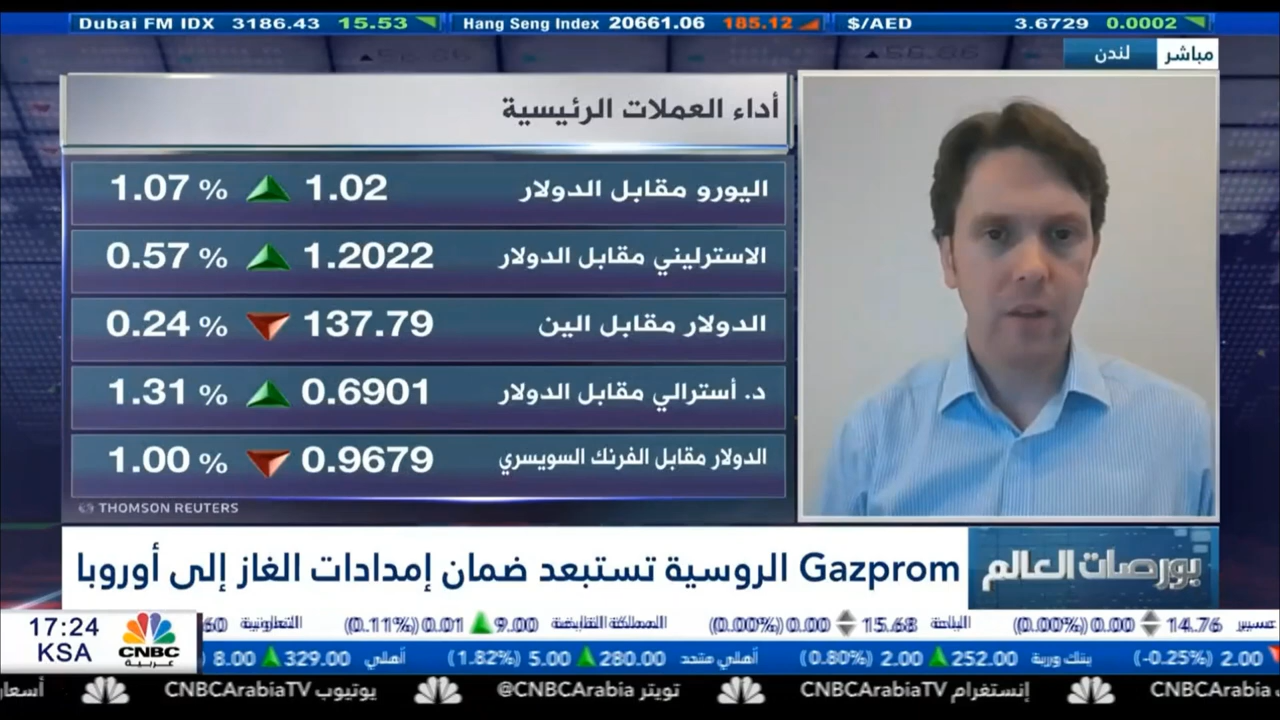 Dubai FM IDX 3186.43 15.53 Hang Seng Index 20661.06 185.12 $/AED 3.6729 0.0002
مباشر لندن
أداء العملات الرئيسية
اليورو مقابل الدولار 1.02 1.07 %
الاسترليني مقابل الدولار 1.2022 0.57 %
الدولار مقابل الين 137.79 0.24 %
د. أسترالي مقابل الدولار 0.6901 1.31 %
الدولار مقابل الفرنك السويسري 0.9679 1.00 %
THOMSON REUTERS
بورصات العالم
Gazprom الروسية تستبعد ضمان إمدادات الغاز إلى أوروبا
عسير 14.76 0.00 (0.00%) الباحة 15.68 0.00 (0.00%) المملكة القابضة 9.00 0.01 (0.11%) التعاونية
17:24
KSA
CNBC
عربية
2.00 (-0.25%) بنك وربة 252.00 2.00 (0.80%) أهلي متحد 280.00 5.00 (1.82%) أهلي 329.00 8.00
CNBCArabia إنستغرام CNBCArabiaTV تويتر @CNBCArabia يوتيوب CNBCArabiaTV